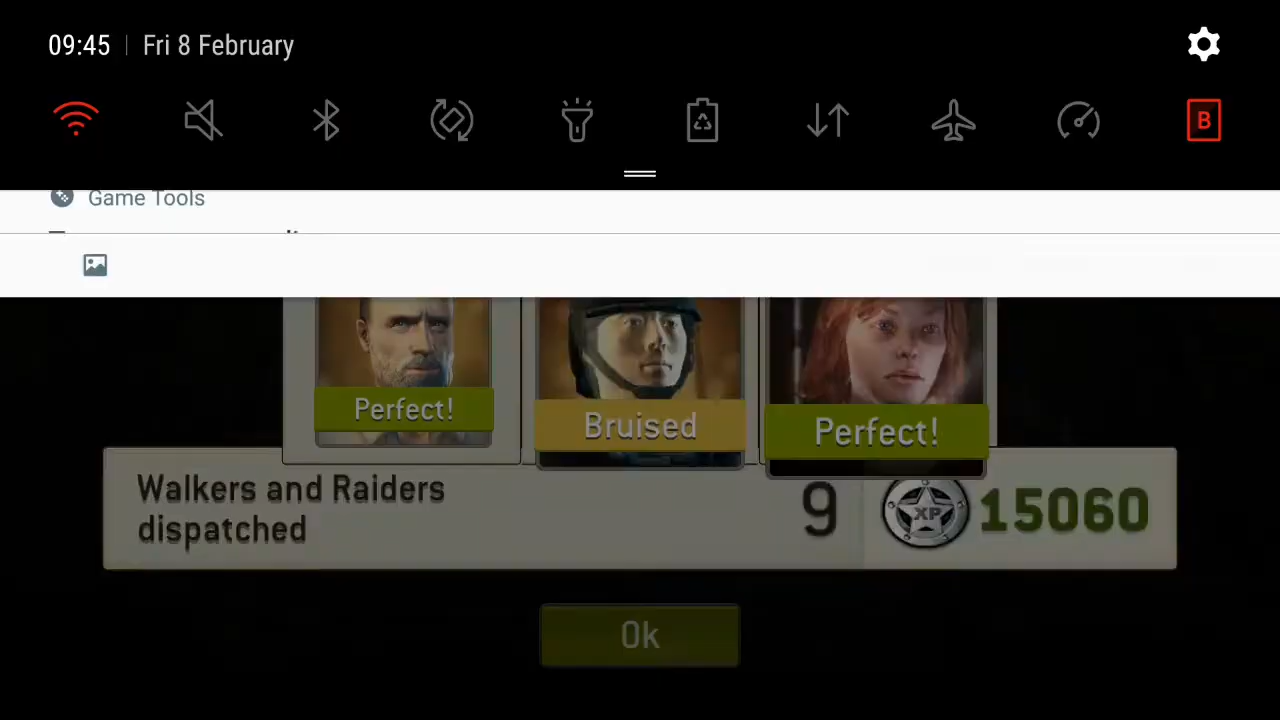 09:45 | Fri 8 February
B
Game Tools
Perfect!
Bruised
Perfect!
Walkers and Raiders
dispatched
9
XP
15060
Ok